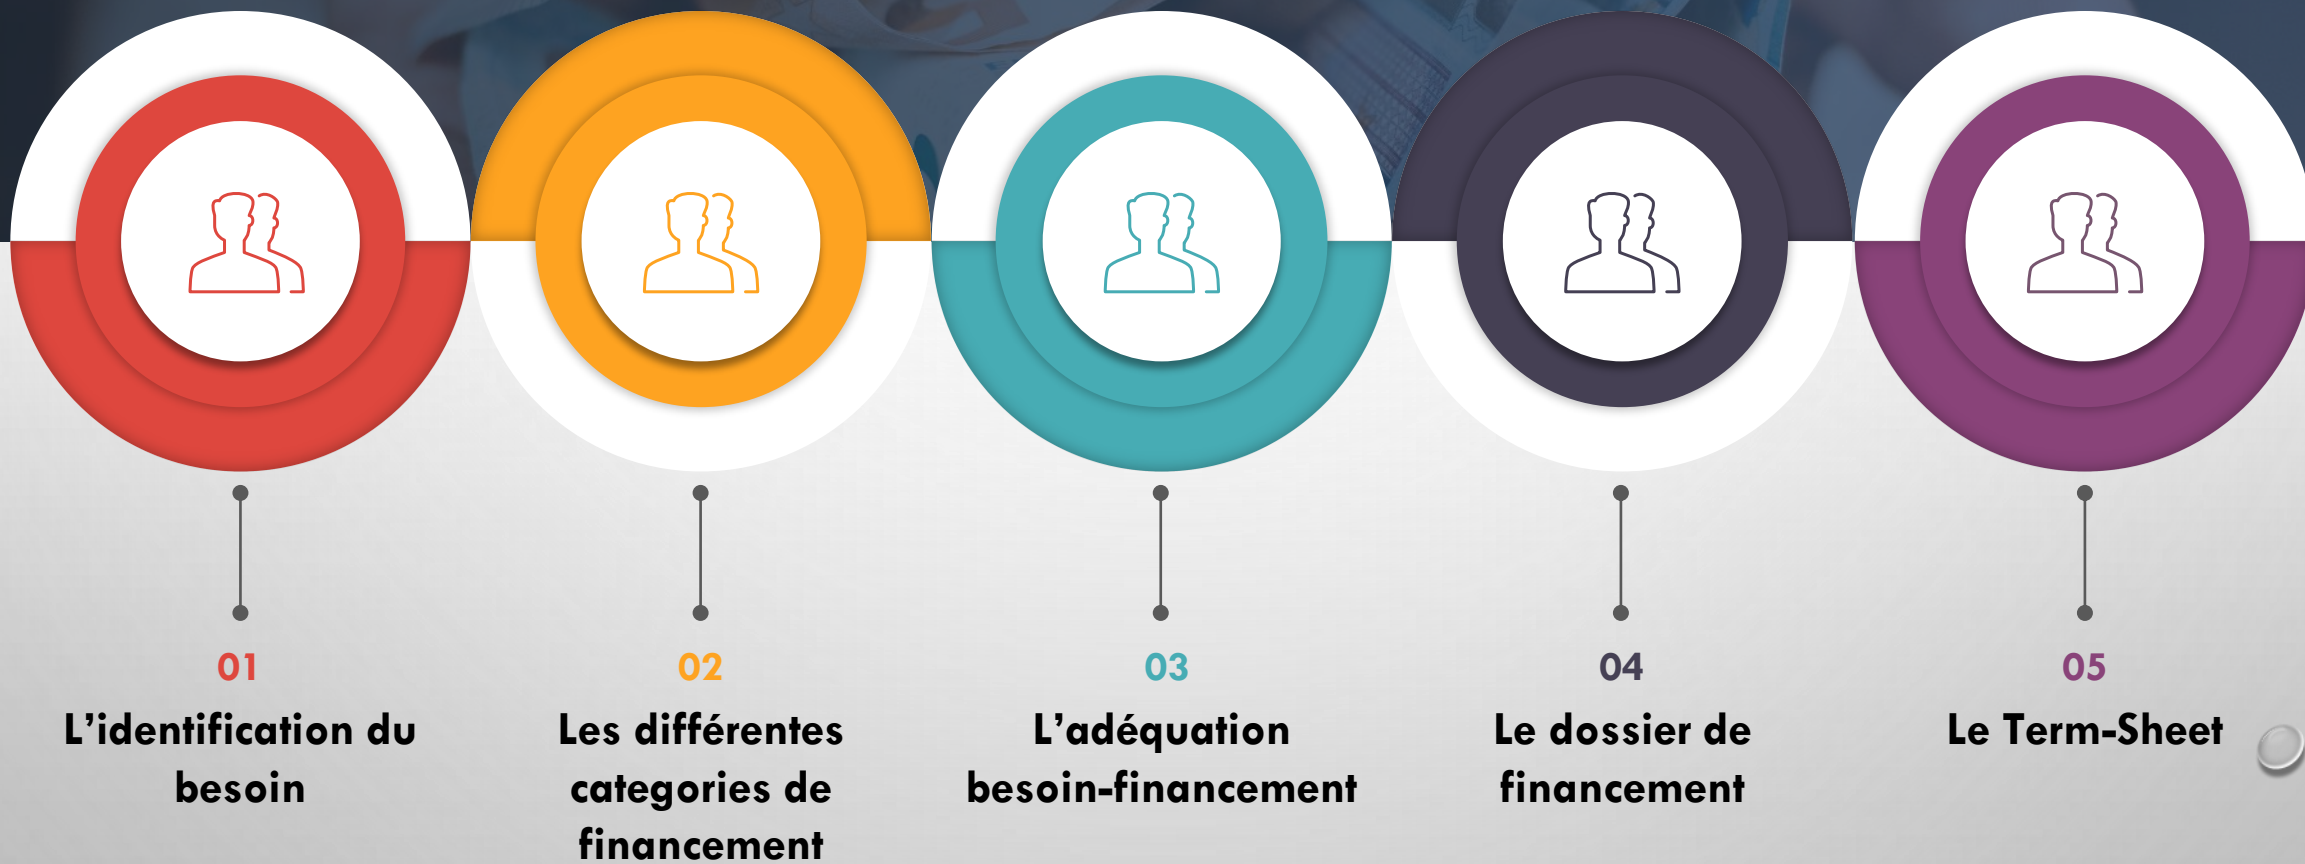 01
L’identification du
besoin
02
Les différentes
categories de
financement
03
L’adéquation
besoin-financement
04
Le dossier de
financement
05
Le Term-Sheet